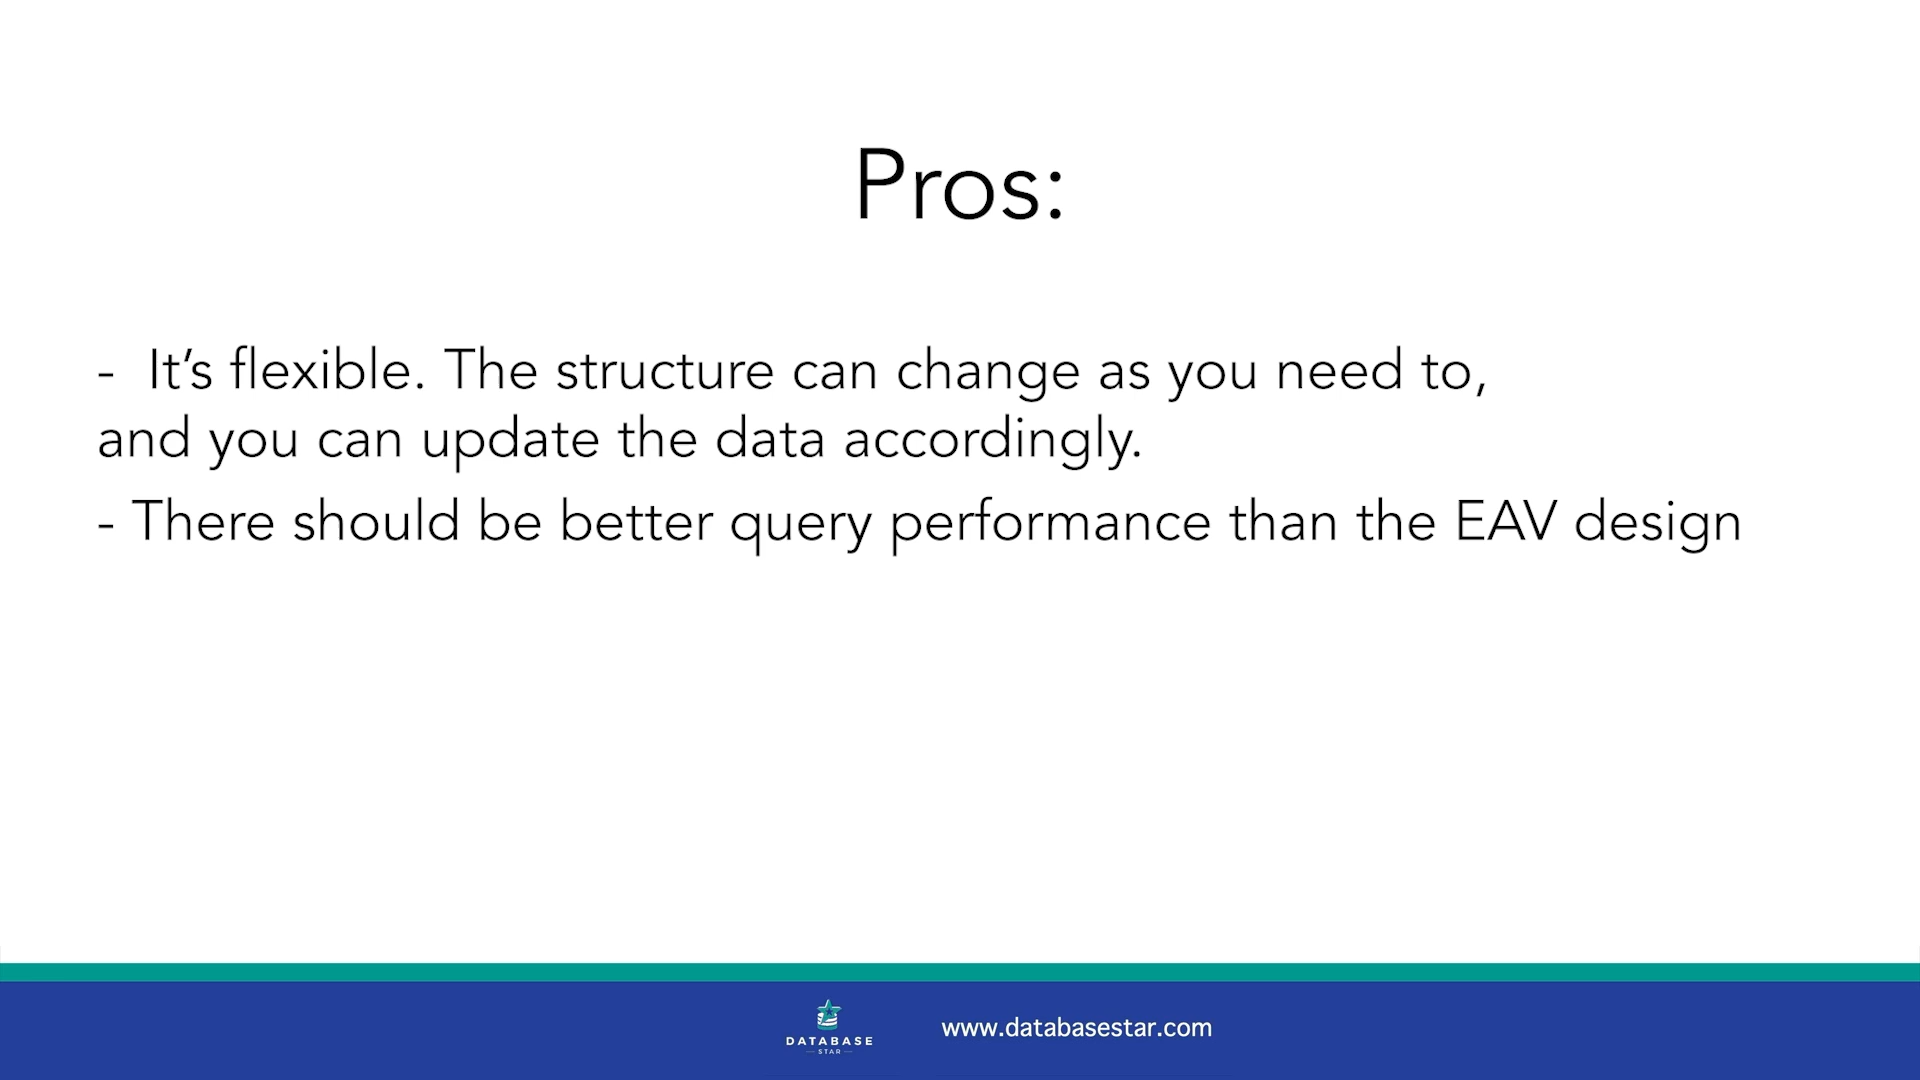 Pros:
-  It’s flexible. The structure can change as you need to,
and you can update the data accordingly.
- There should be better query performance than the EAV design
DATABASE
STAR
www.databasestar.com